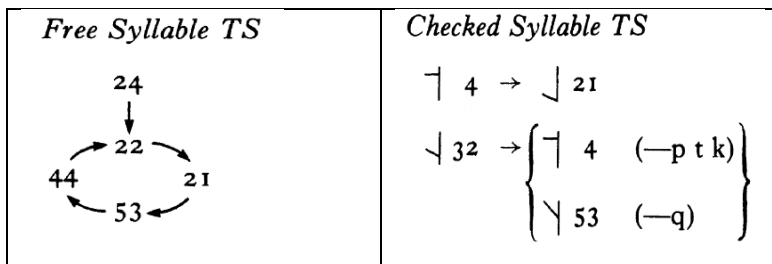 Free Syllable TS
24
22
44 21
53
Checked Syllable TS
˥ 4 → ˩ 21
˧ 32 → ˥ 4 (—p t k)
˥˧ 53 (—q)